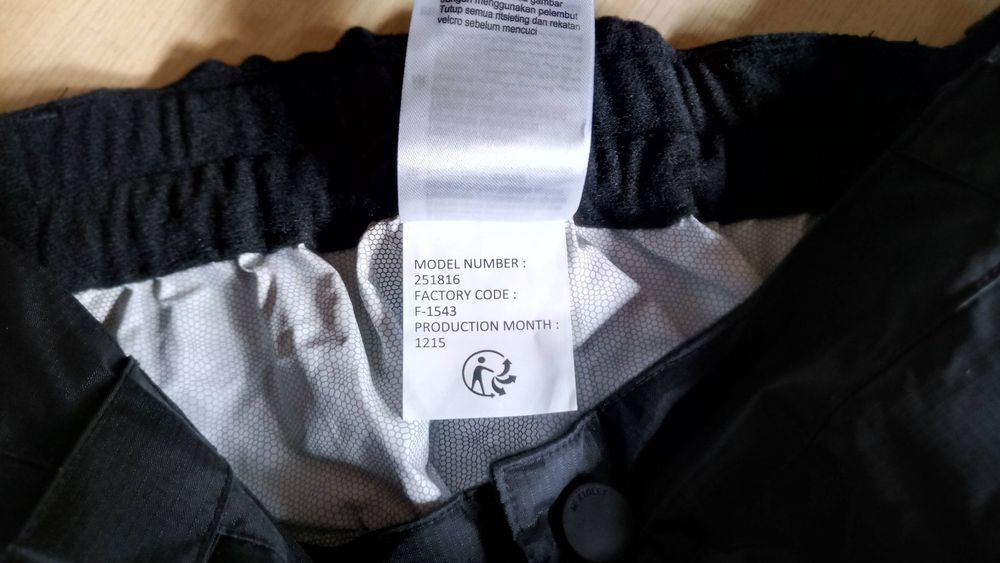 menggunakan pelembut
Tutup semua ritsleting dan rekatan
velcro sebelum mencuci
MODEL NUMBER :
251816
FACTORY CODE :
F-1543
PRODUCTION MONTH :
1215